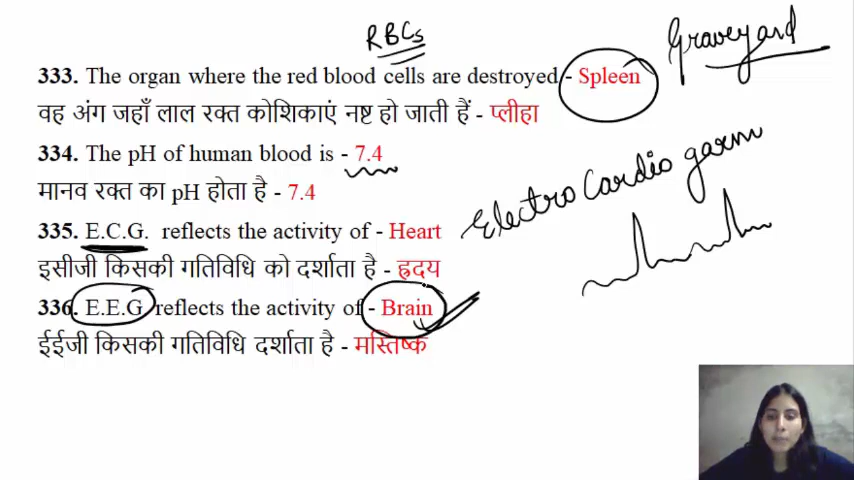 RBCs
Graveyard
333. The organ where the red blood cells are destroyed - Spleen
वह अंग जहाँ लाल रक्त कोशिकाएं नष्ट हो जाती हैं - प्लीहा
334. The pH of human blood is - 7.4
मानव रक्त का pH होता है - 7.4
Electro Cardio garm
335. E.C.G. reflects the activity of - Heart
इसीजी किसकी गतिविधि को दर्शाता है - ह्रदय
336. E.E.G reflects the activity of - Brain
ईईजी किसकी गतिविधि दर्शाता है - मस्तिष्क